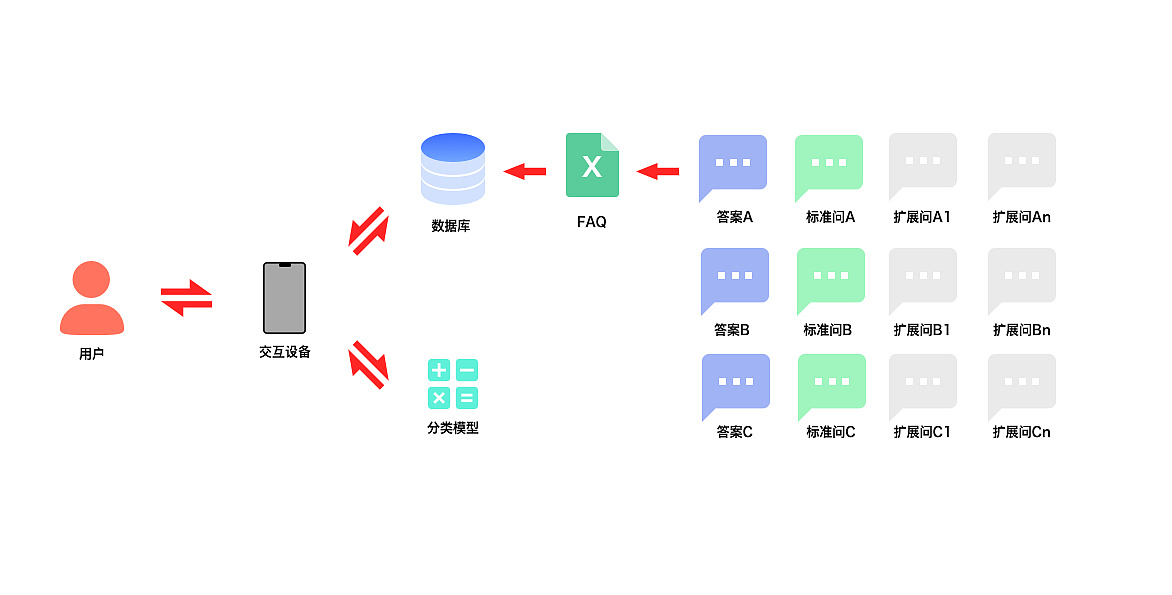 数据库
FAQ
答案A
标准问A
扩展问A1
扩展问An
答案B
标准问B
扩展问B1
扩展问Bn
用户
交互设备
分类模型
答案C
标准问C
扩展问C1
扩展问Cn